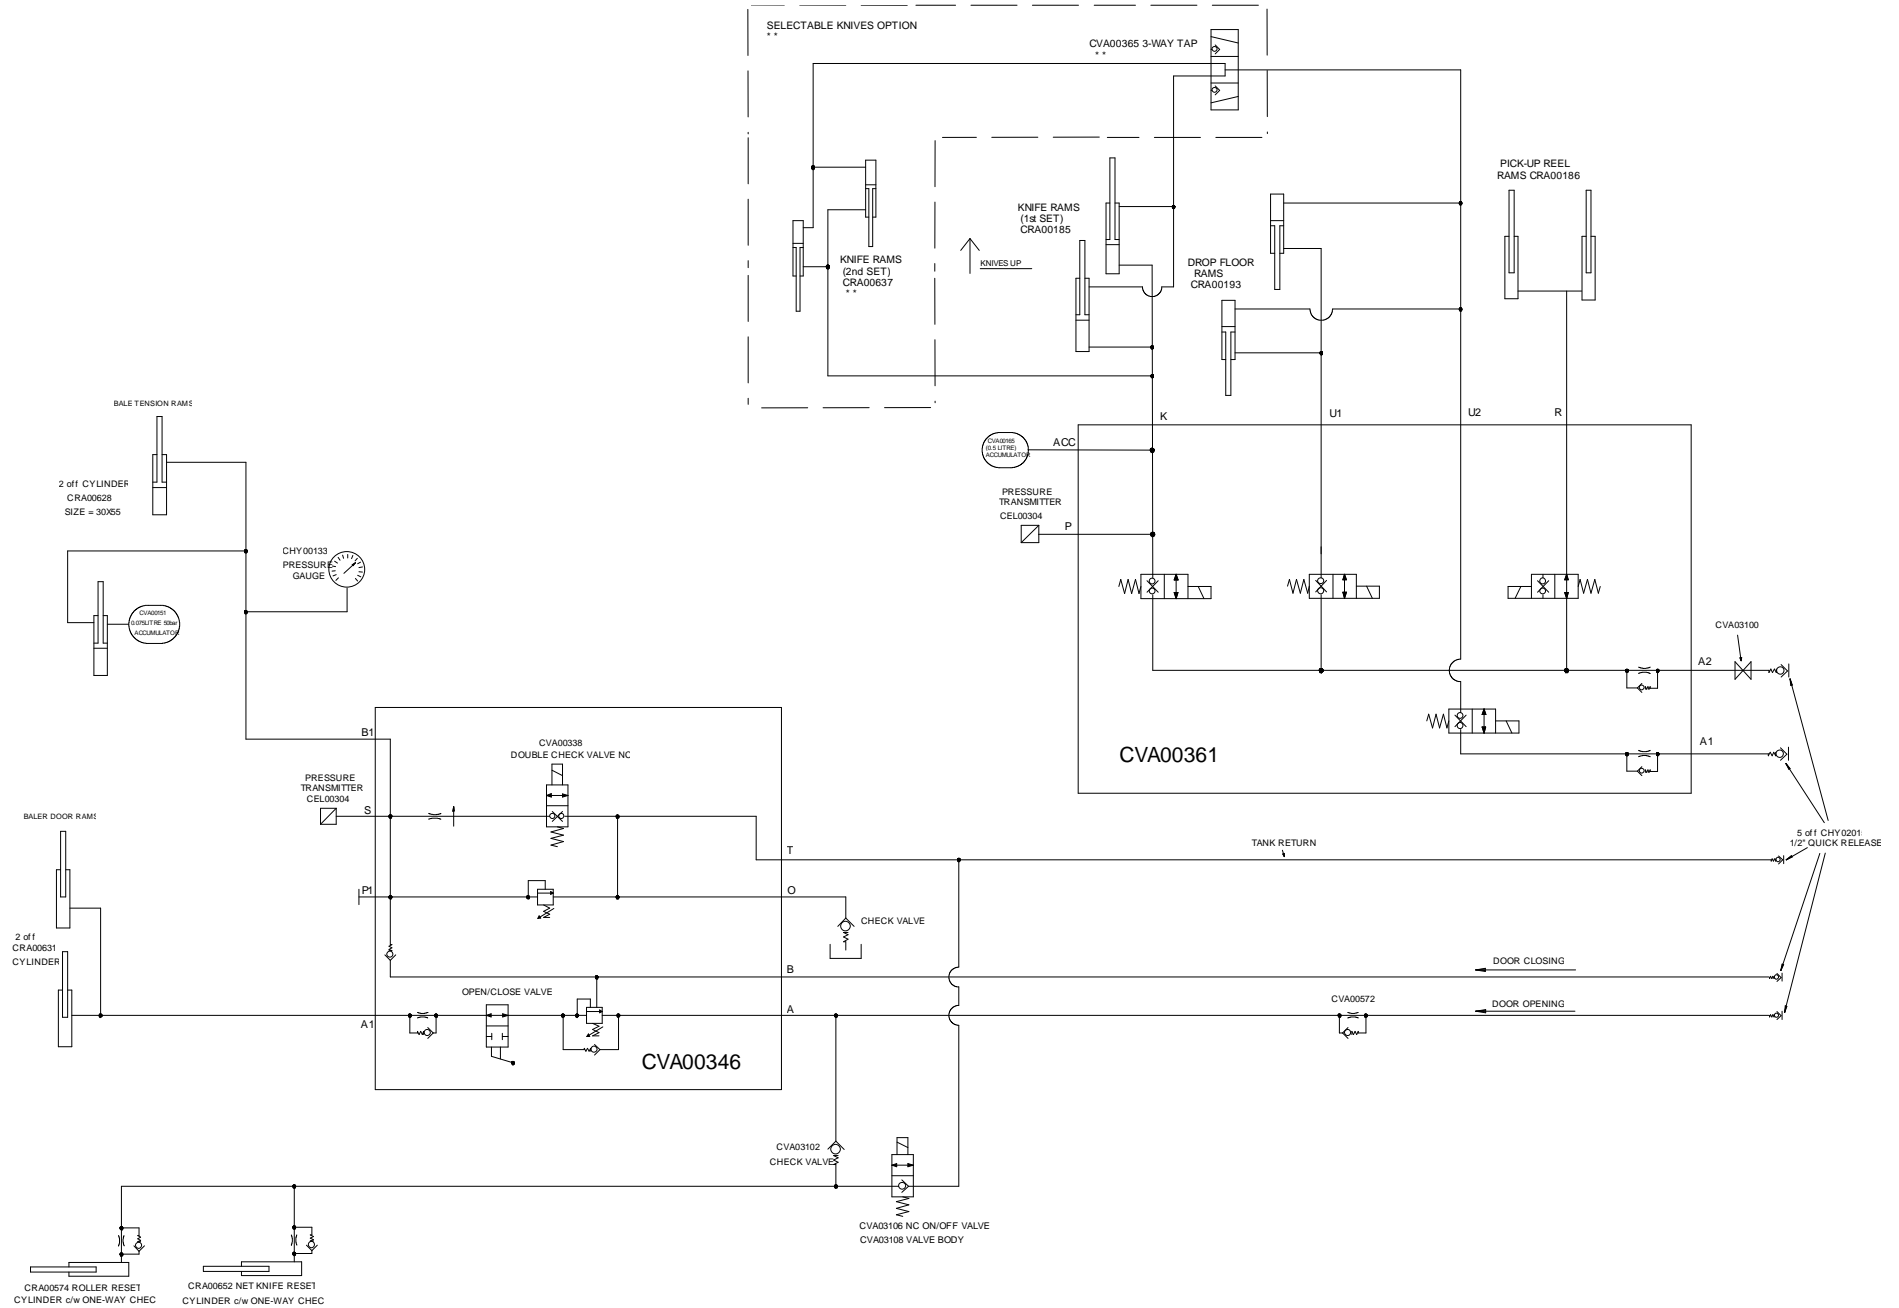 SELECTABLE KNIVES OPTION
* *
CVA00365 3-WAY TAP
* *
PICK-UP REEL
RAMS CRA00186
KNIFE RAMS
(1st SET)
CRA00185
KNIVES UP
KNIFE RAMS
(2nd SET)
CRA00637
* *
DROP FLOOR
RAMS
CRA00193
K
U1
U2
R
BALE TENSION RAMS
2 off CYLINDER
CRA00628
SIZE = 30X55
CVA00165
(0.5 LITRE)
ACCUMULATOR
ACC
PRESSURE
TRANSMITTER
CEL00304
P
CHY00133
PRESSURE
GAUGE
CVA00151
0.075LITRE 50bar
ACCUMULATOR
CVA03100
A2
A1
CVA00361
B1
CVA00338
DOUBLE CHECK VALVE NC
PRESSURE
TRANSMITTER
CEL00304
S
BALER DOOR RAMS
T
TANK RETURN
5 off CHY0201
1/2" QUICK RELEASE
P1
O
CHECK VALVE
2 off
CRA00631
CYLINDER
B
DOOR CLOSING
OPEN/CLOSE VALVE
A
A1
CVA00572
DOOR OPENING
CVA00346
CVA03102
CHECK VALVE
CVA03106 NC ON/OFF VALVE
CVA03108 VALVE BODY
CRA00574 ROLLER RESET
CYLINDER c/w ONE-WAY CHEC
CRA00652 NET KNIFE RESET
CYLINDER c/w ONE-WAY CHEC